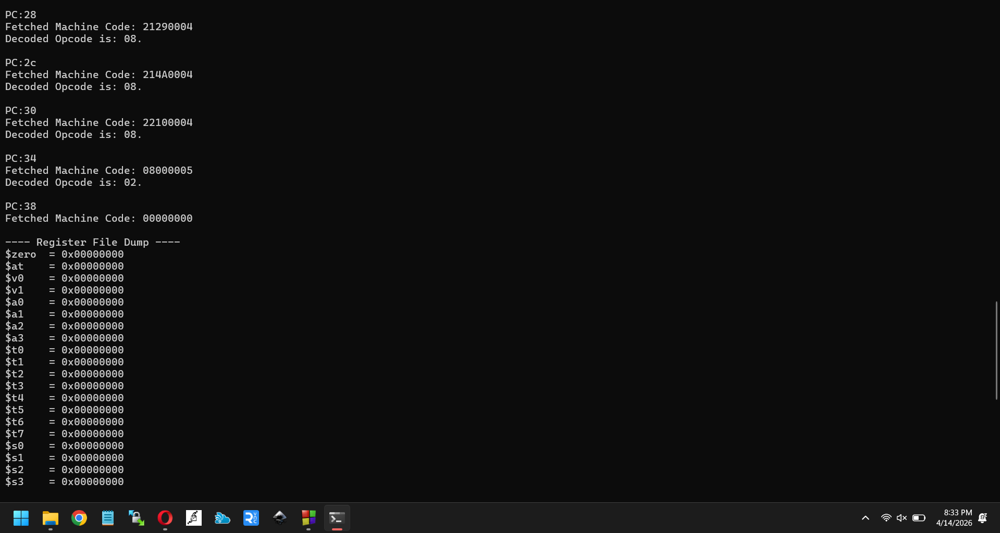 PC:28
Fetched Machine Code: 21290004
Decoded Opcode is: 08.
PC:2c
Fetched Machine Code: 214A0004
Decoded Opcode is: 08.
PC:30
Fetched Machine Code: 22100004
Decoded Opcode is: 08.
PC:34
Fetched Machine Code: 08000005
Decoded Opcode is: 02.
PC:38
Fetched Machine Code: 00000000
---- Register File Dump ----
$zero  = 0x00000000
$at    = 0x00000000
$v0    = 0x00000000
$v1    = 0x00000000
$a0    = 0x00000000
$a1    = 0x00000000
$a2    = 0x00000000
$a3    = 0x00000000
$t0    = 0x00000000
$t1    = 0x00000000
$t2    = 0x00000000
$t3    = 0x00000000
$t4    = 0x00000000
$t5    = 0x00000000
$t6    = 0x00000000
$t7    = 0x00000000
$s0    = 0x00000000
$s1    = 0x00000000
$s2    = 0x00000000
$s3    = 0x00000000
8:33 PM
4/14/2026